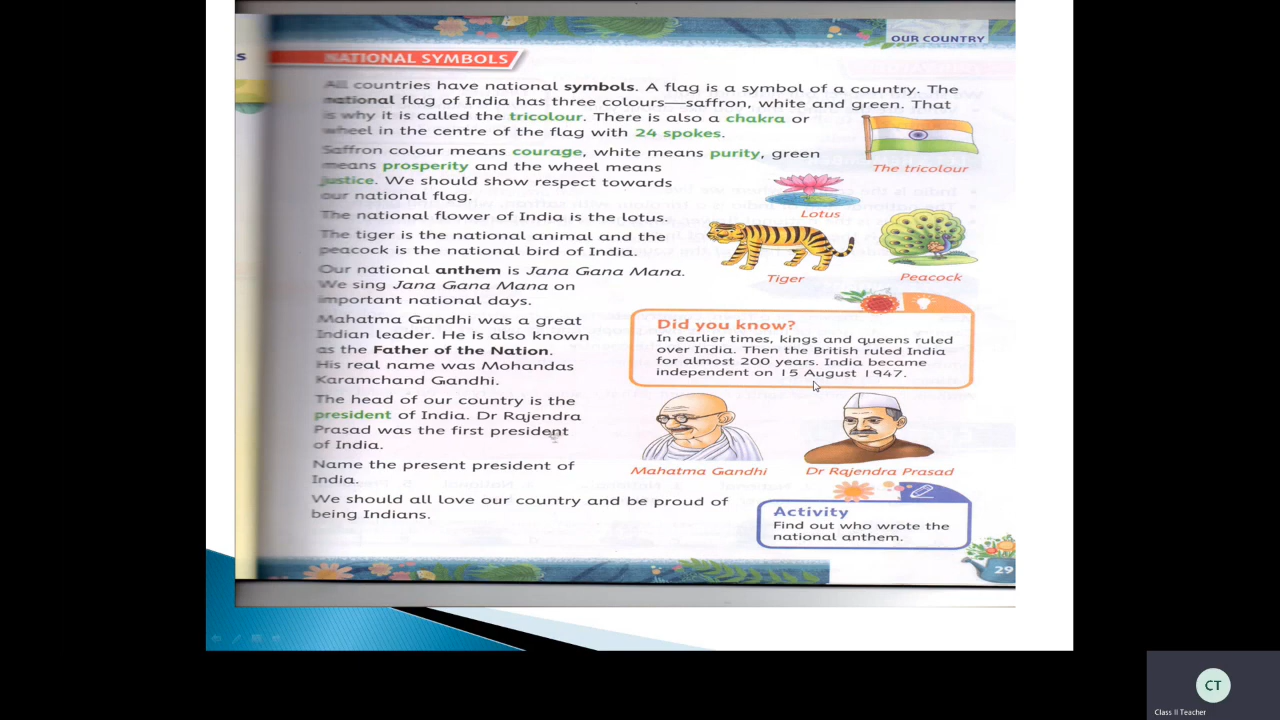 OUR COUNTRY
s
NATIONAL SYMBOLS
All countries have national symbols. A flag is a symbol of a country. The
national flag of India has three colours—saffron, white and green. That
is why it is called the tricolour. There is also a chakra or
wheel in the centre of the flag with 24 spokes.
The tricolour
Saffron colour means courage, white means purity, green
means prosperity and the wheel means
justice. We should show respect towards
our national flag.
Lotus
The national flower of India is the lotus.
The tiger is the national animal and the
peacock is the national bird of India.
Tiger
Peacock
Our national anthem is Jana Gana Mana.
We sing Jana Gana Mana on
important national days.
Mahatma Gandhi was a great
Indian leader. He is also known
as the Father of the Nation.
His real name was Mohandas
Karamchand Gandhi.
Did you know?
In earlier times, kings and queens ruled
over India. Then the British ruled India
for almost 200 years. India became
independent on 15 August 1947.
The head of our country is the
president of India. Dr Rajendra
Prasad was the first president
of India.
Mahatma Gandhi
Dr Rajendra Prasad
Name the present president of
India.
We should all love our country and be proud of
being Indians.
Activity
Find out who wrote the
national anthem.
29
CT
Class II Teacher